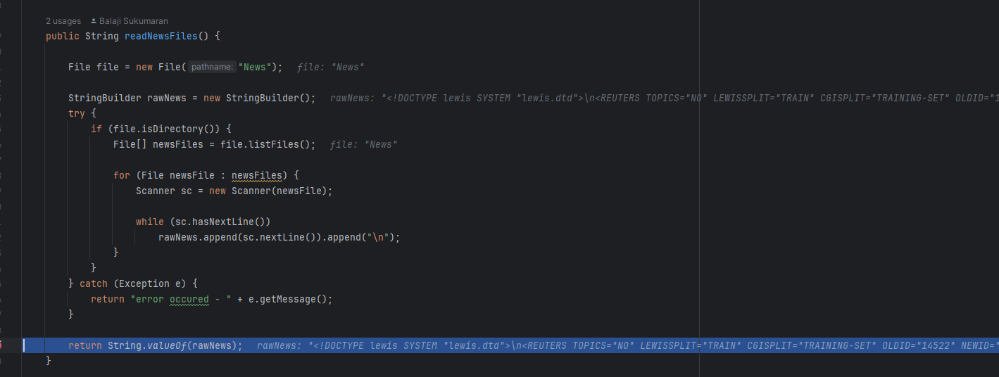 2 usages Balaji Sukumaran
public String readNewsFiles() {
File file = new File( pathname: "News"); file: "News"
StringBuilder rawNews = new StringBuilder(); rawNews: "<!DOCTYPE lewis SYSTEM "lewis.dtd">\n<REUTERS TOPICS="NO" LEWISSPLIT="TRAIN" CGISPLIT="TRAINING-SET" OLDID="1
try {
if (file.isDirectory()) {
File[] newsFiles = file.listFiles(); file: "News"
for (File newsFile : newsFiles) {
Scanner sc = new Scanner(newsFile);
while (sc.hasNextLine())
rawNews.append(sc.nextLine()).append("\n");
}
}
} catch (Exception e) {
return "error occured - " + e.getMessage();
}
return String.valueOf(rawNews); rawNews: "<!DOCTYPE lewis SYSTEM "lewis.dtd">\n<REUTERS TOPICS="NO" LEWISSPLIT="TRAIN" CGISPLIT="TRAINING-SET" OLDID="14522" NEWID="
}